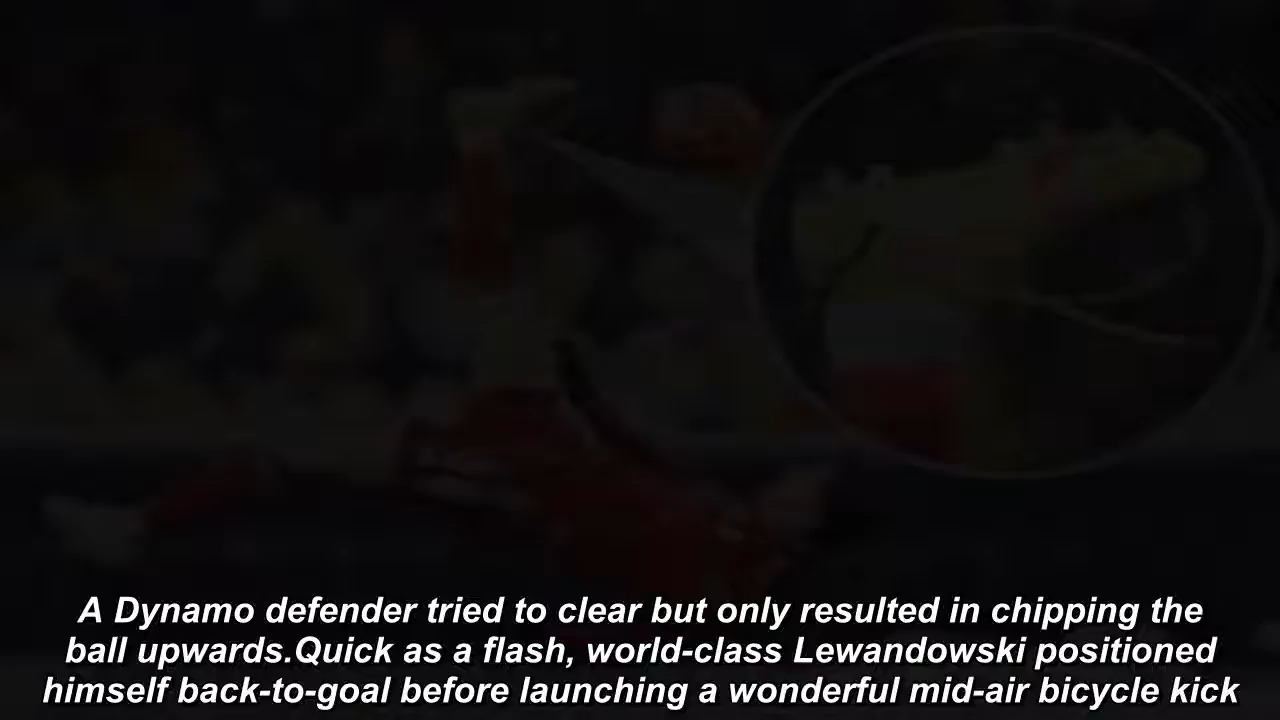 A Dynamo defender tried to clear but only resulted in chipping the
ball upwards.Quick as a flash, world-class Lewandowski positioned
himself back-to-goal before launching a wonderful mid-air bicycle kick